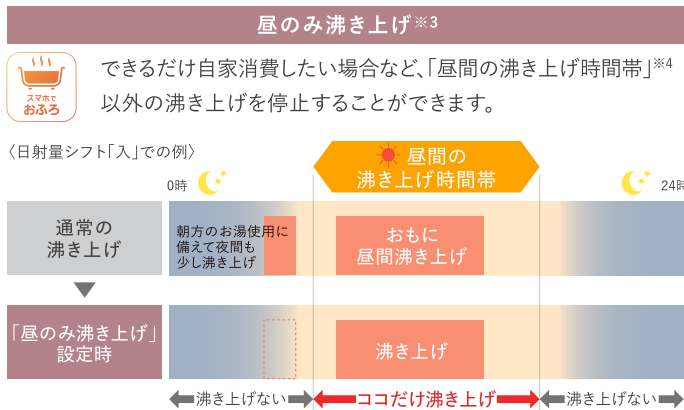 昼のみ沸き上げ※3
スマホで
おふろ
できるだけ自家消費したい場合など、「昼間の沸き上げ時間帯」※4
以外の沸き上げを停止することができます。
〈日射量シフト「入」での例〉
昼間の
沸き上げ時間帯
0時
24時
通常の
沸き上げ
朝方のお湯使用に
備えて夜間も
少し沸き上げ
おもに
昼間沸き上げ
「昼のみ沸き上げ」
設定時
沸き上げ
沸き上げない
ココだけ沸き上げ
沸き上げない